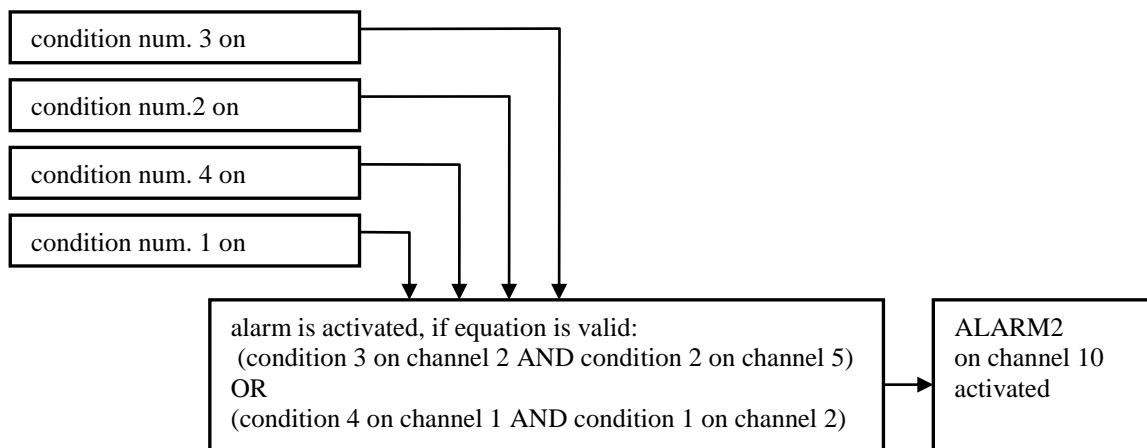 condition num. 3 on
condition num.2 on
condition num. 4 on
condition num. 1 on
alarm is activated, if equation is valid:
(condition 3 on channel 2 AND condition 2 on channel 5)
OR
(condition 4 on channel 1 AND condition 1 on channel 2)
ALARM2
on channel 10
activated